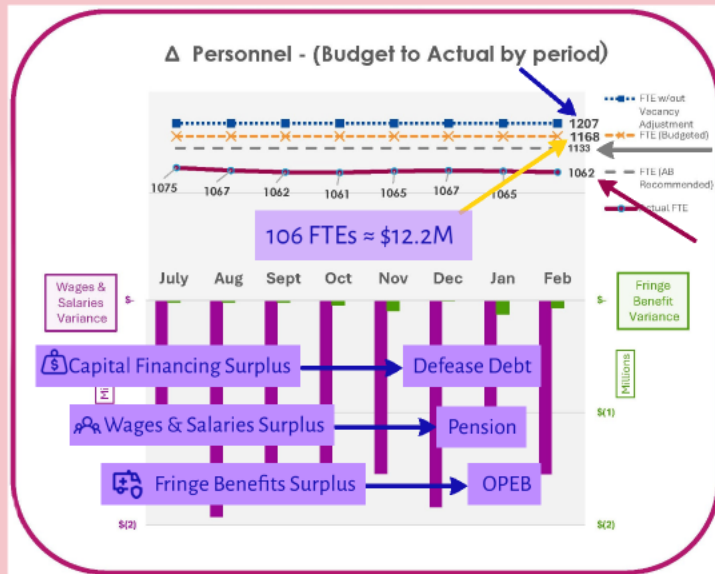 Δ Personnel - (Budget to Actual by period)
FTE w/out
Vacancy
Adjustment
1207
FTE (Budgeted)
1168
1133
FTE (AB
Recommended)
1062
Actual FTE
1075
1067
1062
1061
1065
1067
1065
106 FTEs ≈ $12.2M
Wages &
Salaries
Variance
July Aug Sept Oct Nov Dec Jan Feb
Fringe
Benefit
Variance
$-
$-
Capital Financing Surplus
Defease Debt
Millions
$(1)
Wages & Salaries Surplus
Pension
Fringe Benefits Surplus
OPEB
$(2)
$(2)